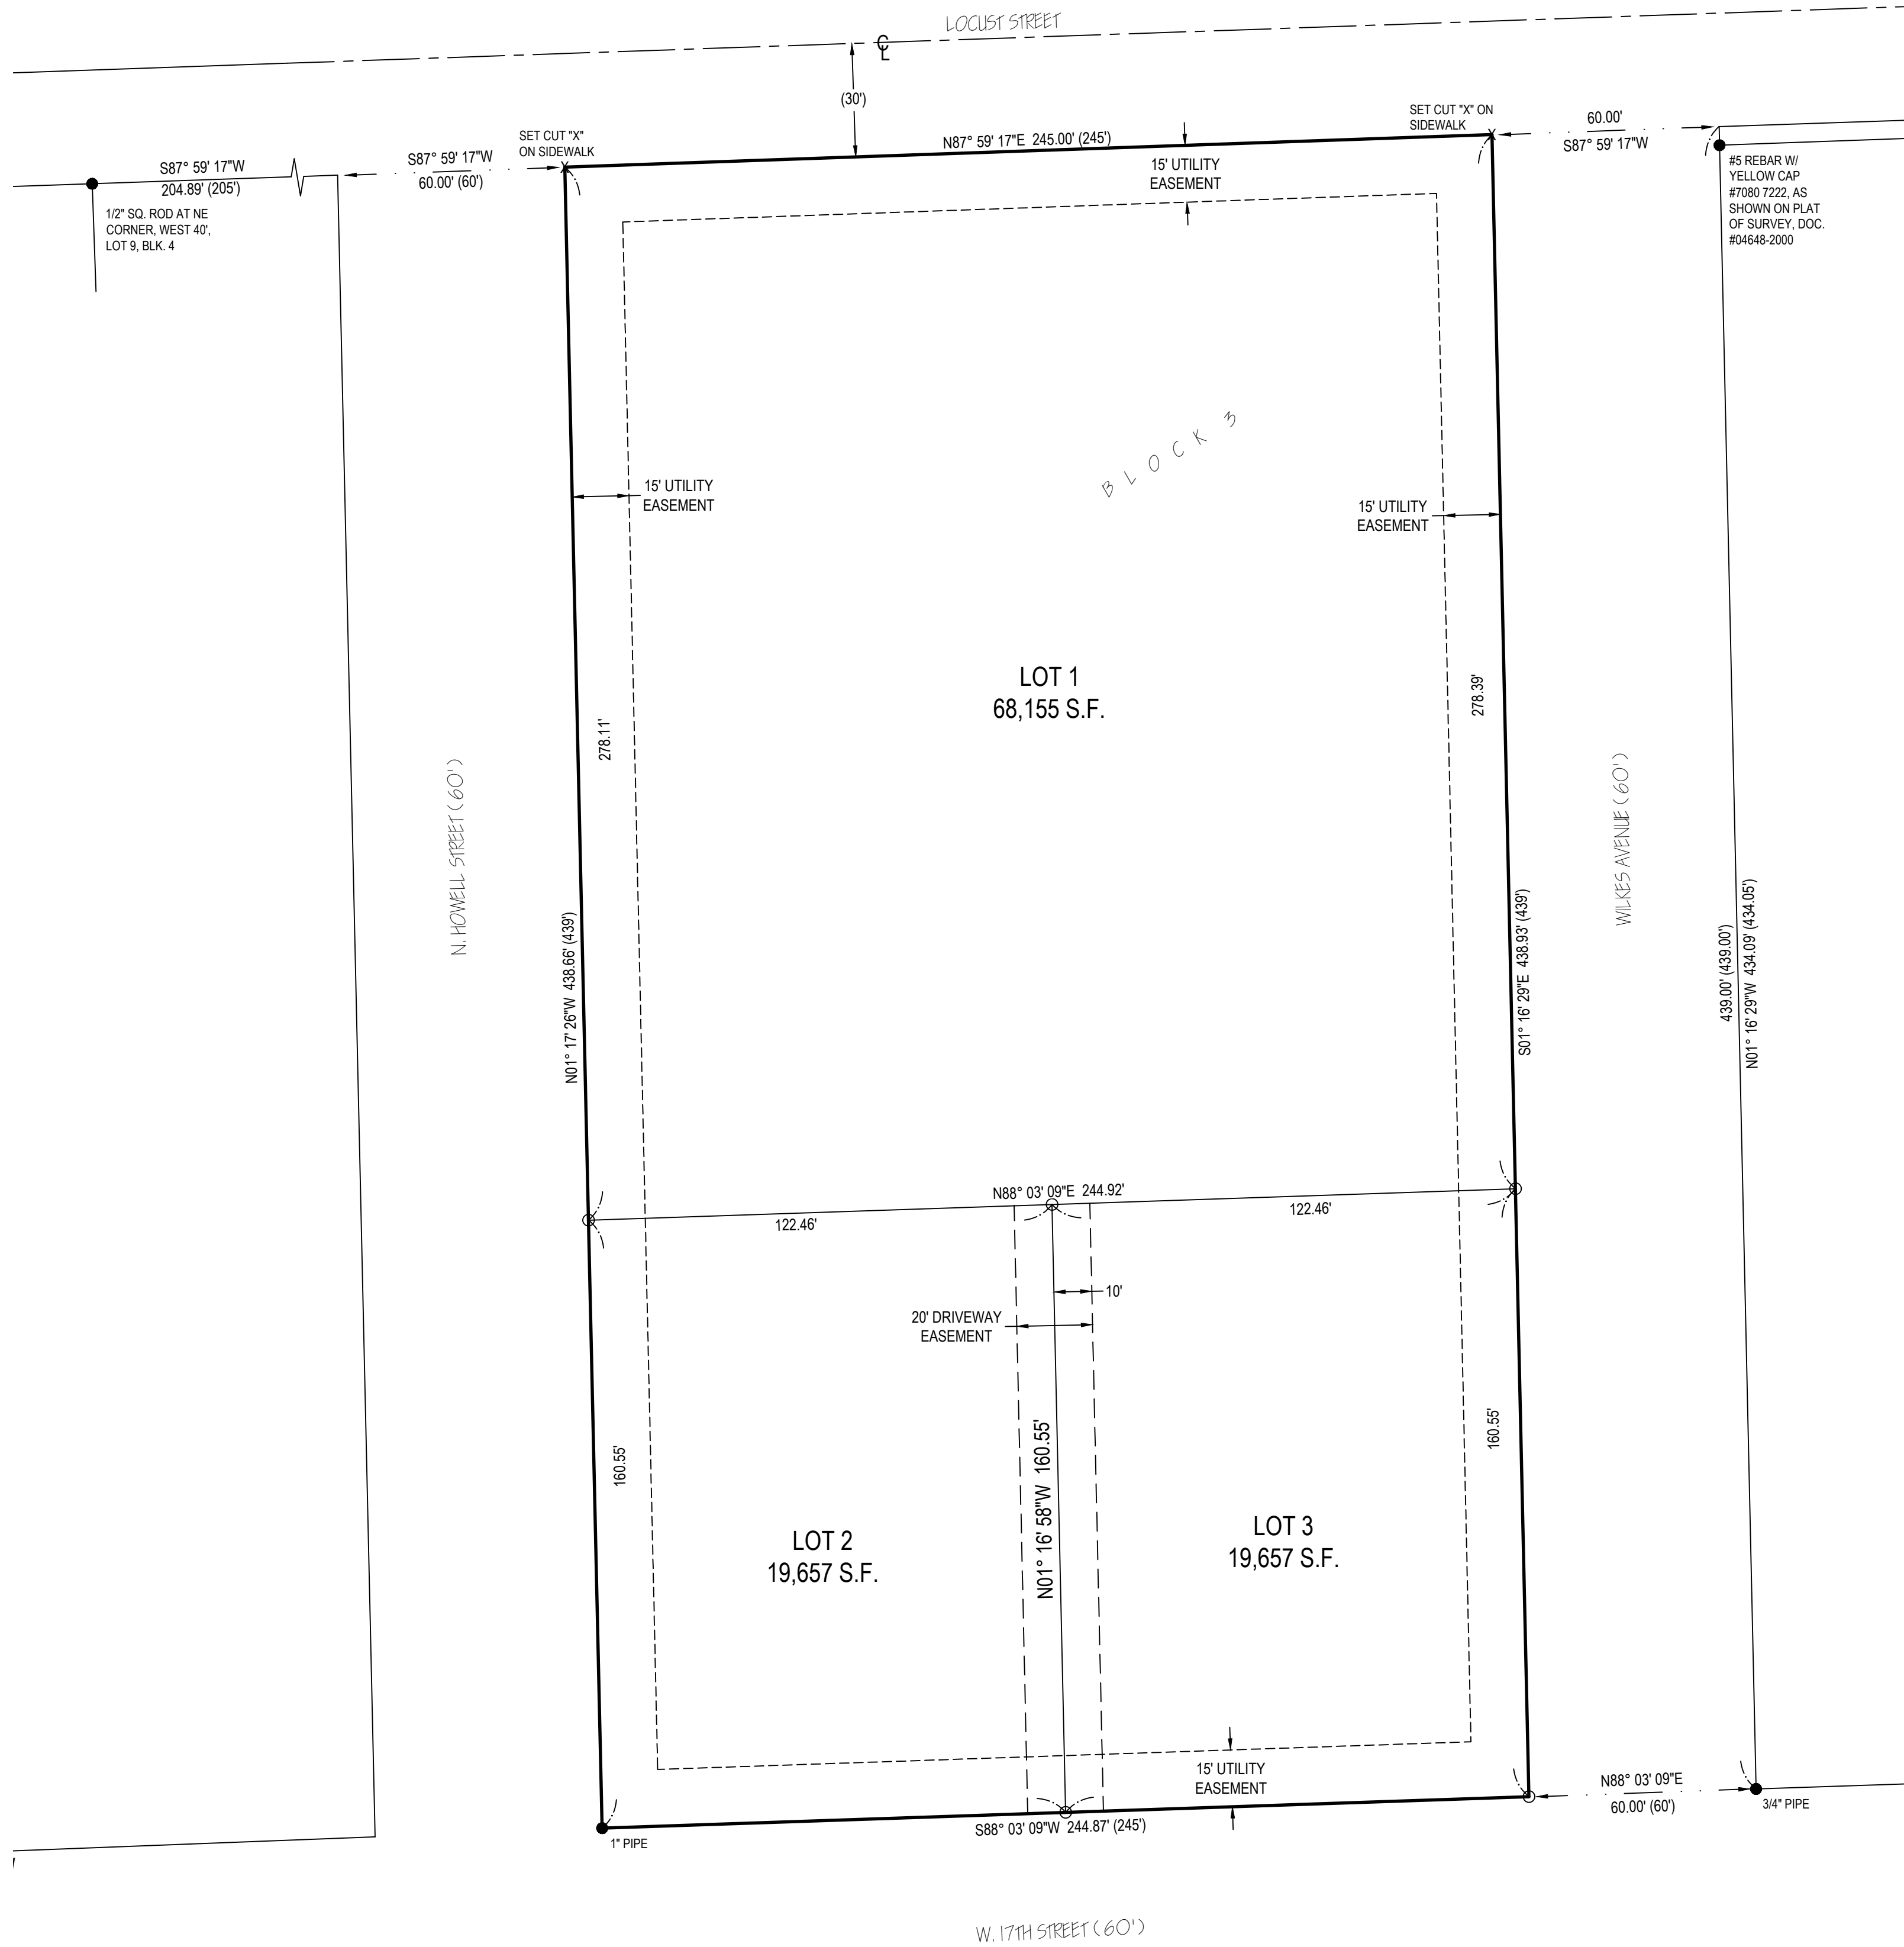 LOCUST STREET
℄
(30')
SET CUT "X"
ON SIDEWALK
SET CUT "X" ON
SIDEWALK
X
X
N87° 59' 17"E  245.00' (245')
60.00'
S87° 59' 17"W
S87° 59' 17"W
204.89' (205')
S87° 59' 17"W
60.00' (60')
1/2" SQ. ROD AT NE
CORNER, WEST 40',
LOT 9, BLK. 4
15' UTILITY
EASEMENT
#5 REBAR W/
YELLOW CAP
#7080 7222, AS
SHOWN ON PLAT
OF SURVEY, DOC.
#04648-2000
BLOCK 3
15' UTILITY
EASEMENT
15' UTILITY
EASEMENT
LOT 1
68,155 S.F.
278.11'
278.39'
N. HOWELL STREET (60')
WILKES AVENUE (60')
N01° 17' 26"W  438.66' (439')
S01° 16' 29"E  438.93' (439')
439.00' (439.00')
N01° 16' 29"W  434.09' (434.05')
N88° 03' 09"E  244.92'
122.46'
122.46'
10'
20' DRIVEWAY
EASEMENT
160.55'
N01° 16' 58"W  160.55'
160.55'
LOT 2
19,657 S.F.
LOT 3
19,657 S.F.
15' UTILITY
EASEMENT
N88° 03' 09"E
60.00' (60')
3/4" PIPE
S88° 03' 09"W  244.87' (245')
1" PIPE
W. 17TH STREET (60')